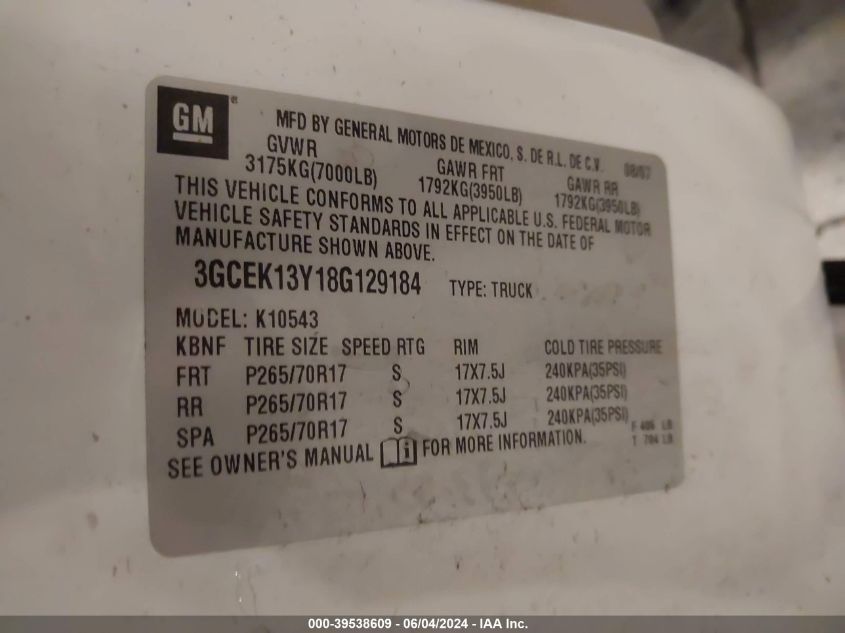 GM
MFD BY GENERAL MOTORS DE MEXICO, S. DE R.L. DE C.V. 08/07
GVWR GAWR FRT GAWR RR
3175KG(7000LB) 1792KG(3950LB) 1792KG(3950LB)
THIS VEHICLE CONFORMS TO ALL APPLICABLE U.S. FEDERAL MOTOR
VEHICLE SAFETY STANDARDS IN EFFECT ON THE DATE OF
MANUFACTURE SHOWN ABOVE.
3GCEK13Y18G129184 TYPE: TRUCK
MODEL: K10543
KBNF TIRE SIZE SPEED RTG RIM COLD TIRE PRESSURE
FRT P265/70R17 S 17X7.5J 240KPA(35PSI)
RR P265/70R17 S 17X7.5J 240KPA(35PSI)
SPA P265/70R17 S 17X7.5J 240KPA(35PSI)
F LB
T 704 LB
SEE OWNER'S MANUAL FOR MORE INFORMATION.
000-39538609 - 06/04/2024 - IAA Inc.